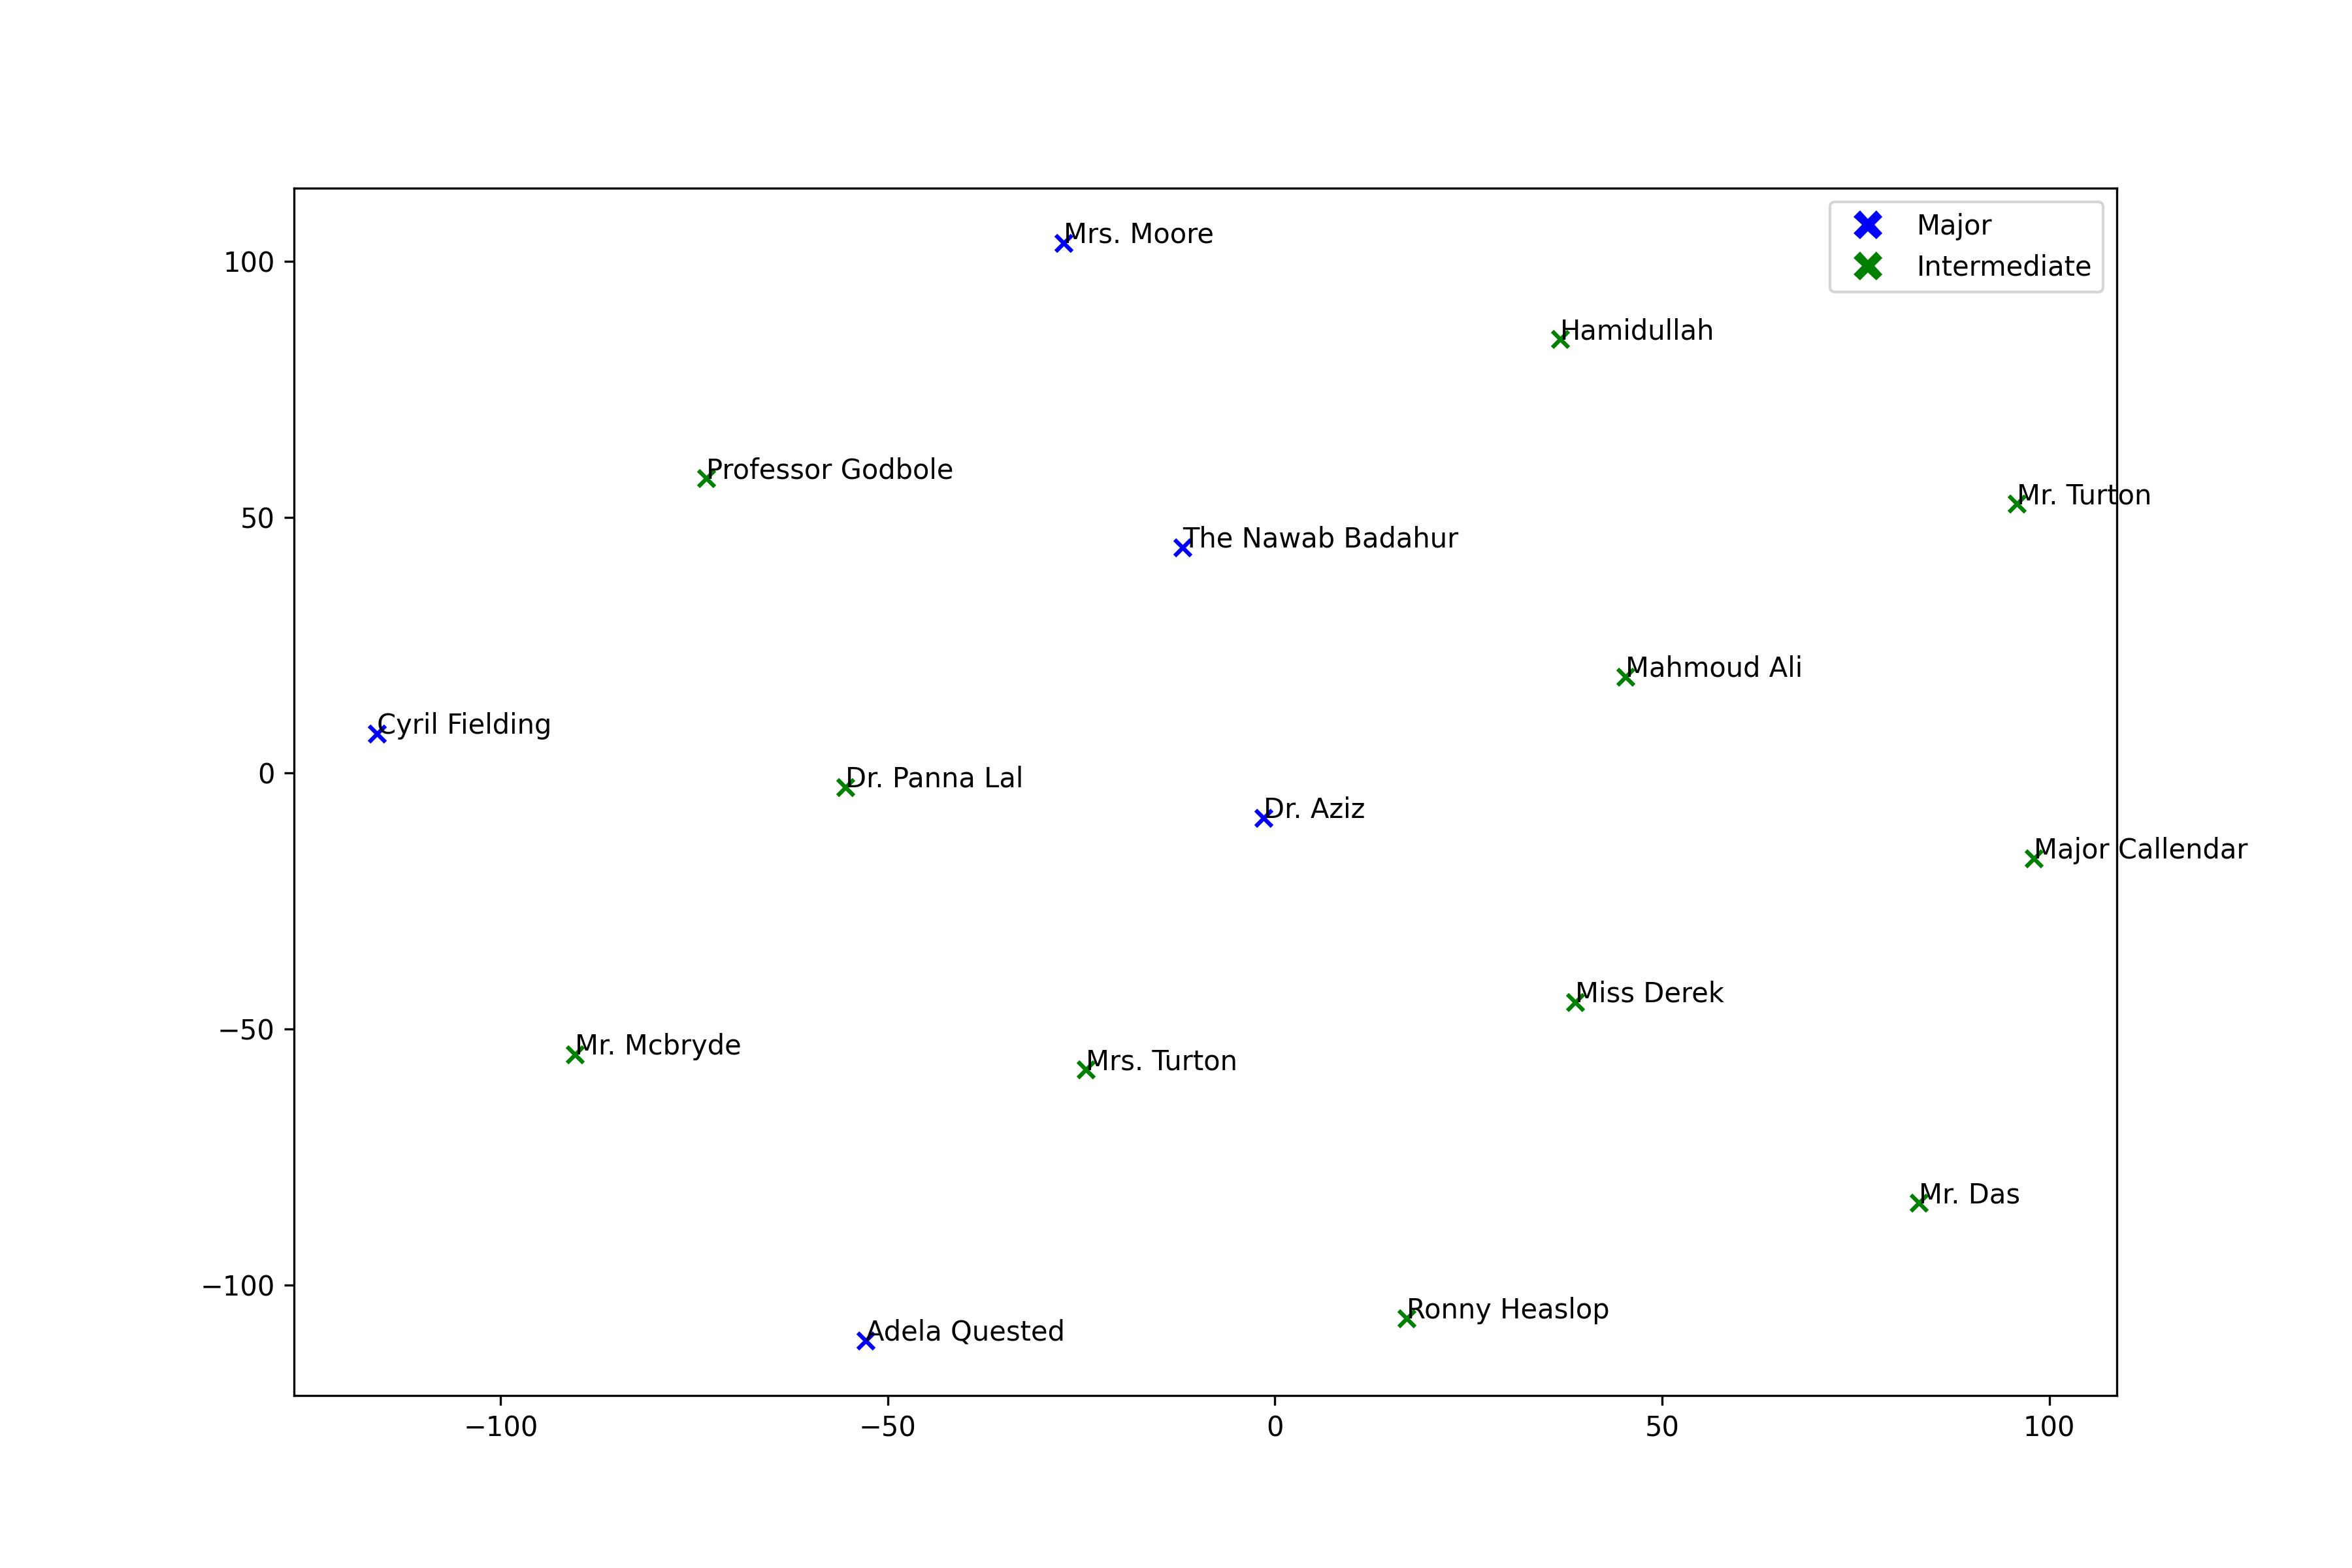 Mrs. Moore
Major
Intermediate
100
Hamidullah
Professor Godbole
Mr. Turton
50
The Nawab Badahur
Mahmoud Ali
Cyril Fielding
0
Dr. Panna Lal
Dr. Aziz
Major Callendar
Miss Derek
−50
Mr. Mcbryde
Mrs. Turton
Mr. Das
−100
Ronny Heaslop
Adela Quested
−100
−50
0
50
100